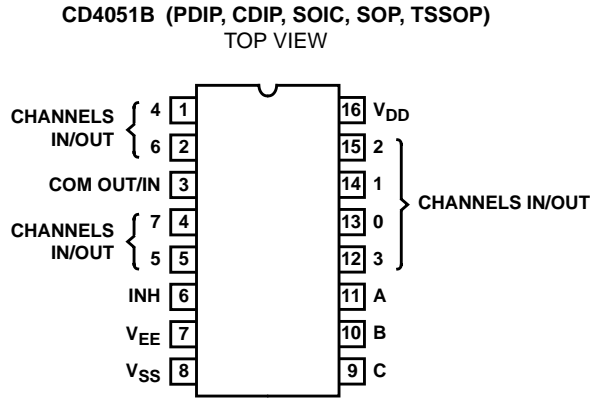 CD4051B (PDIP, CDIP, SOIC, SOP, TSSOP)
TOP VIEW
CHANNELS IN/OUT
4 1
6 2
COM OUT/IN 3
CHANNELS IN/OUT
7 4
5 5
INH 6
VEE 7
VSS 8
16 VDD
15 2
14 1
13 0
12 3
CHANNELS IN/OUT
11 A
10 B
9 C